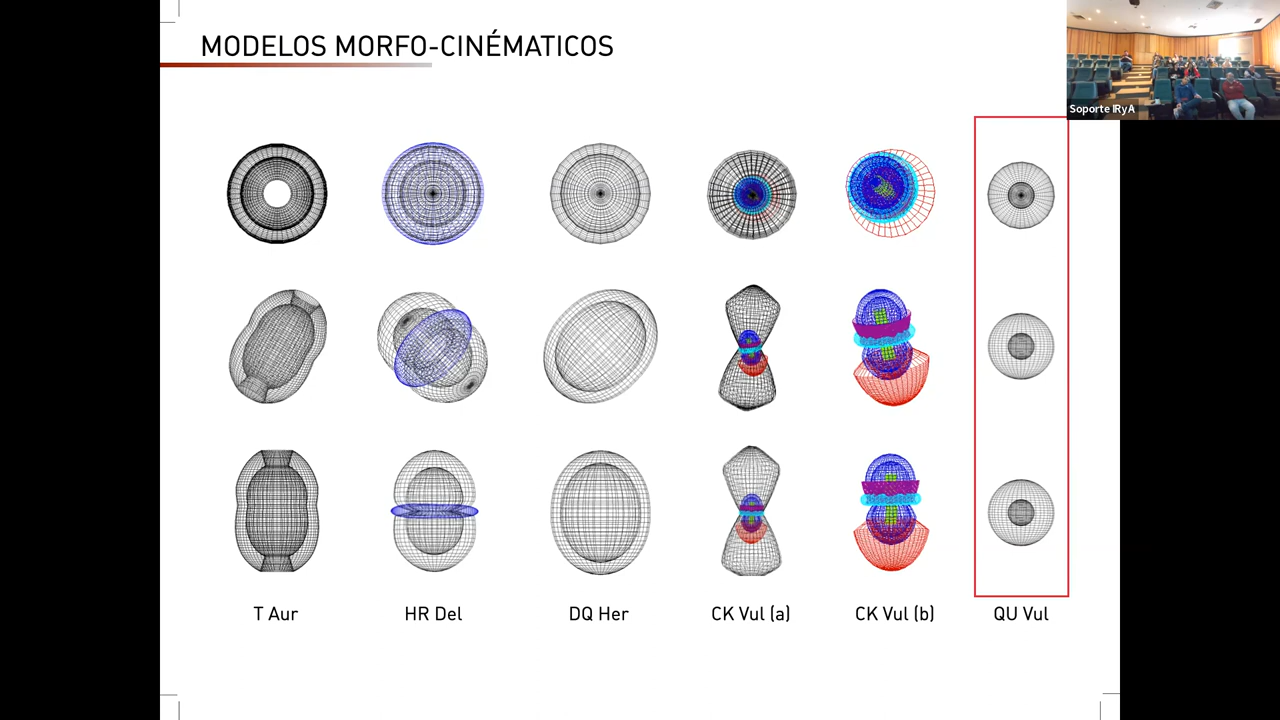 MODELOS MORFO-CINÉMATICOS
Soporte IRyA
T Aur
HR Del
DQ Her
CK Vul (a)
CK Vul (b)
QU Vul